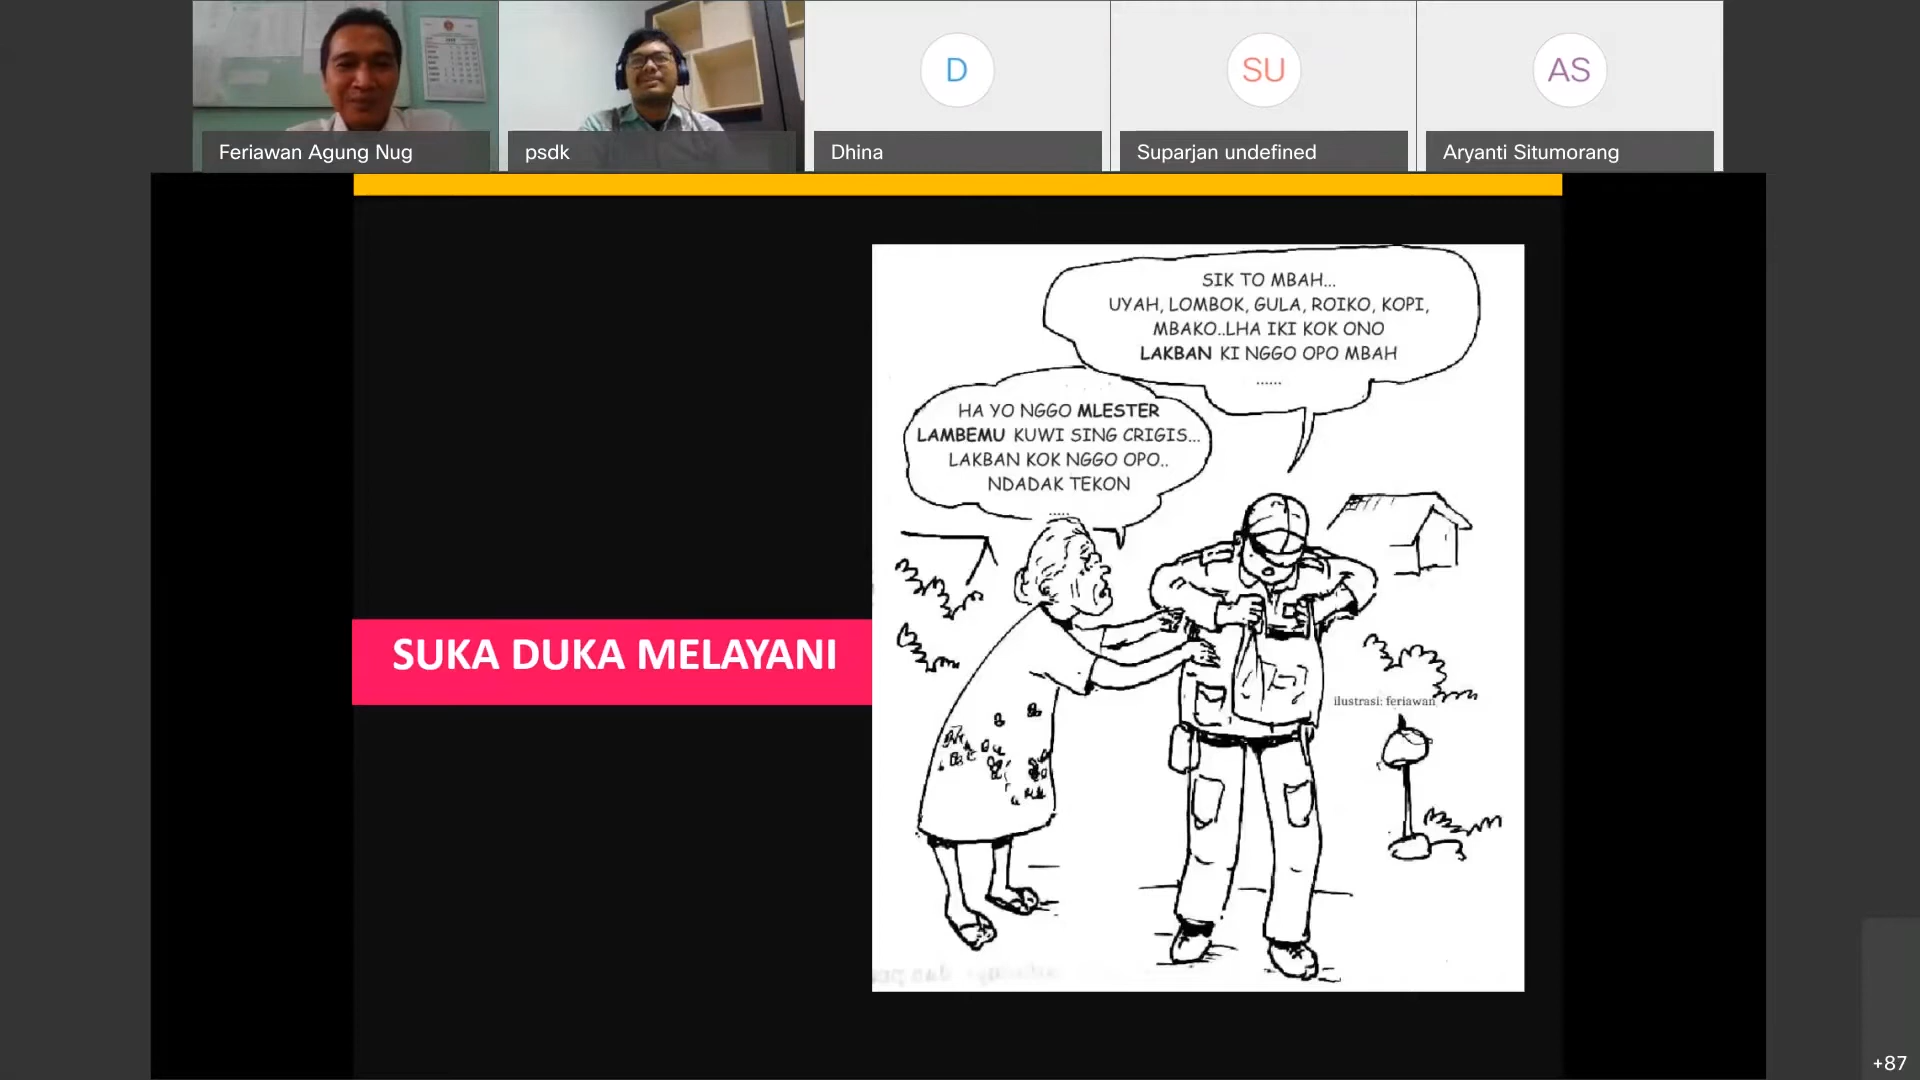 Feriawan Agung Nug
psdk
D
Dhina
SU
Suparjan undefined
AS
Aryanti Situmorang
SIK TO MBAH...
UYAH, LOMBOK, GULA, ROIKO, KOPI,
MBAKO..LHA IKI KOK ONO
LAKBAN KI NGGO OPO MBAH
......
HA YO NGGO MLESTER
LAMBEMU KUWI SING CRIGIS...
LAKBAN KOK NGGO OPO..
NDADAK TEKON
.....
SUKA DUKA MELAYANI
ilustrasi: feriawan
+87